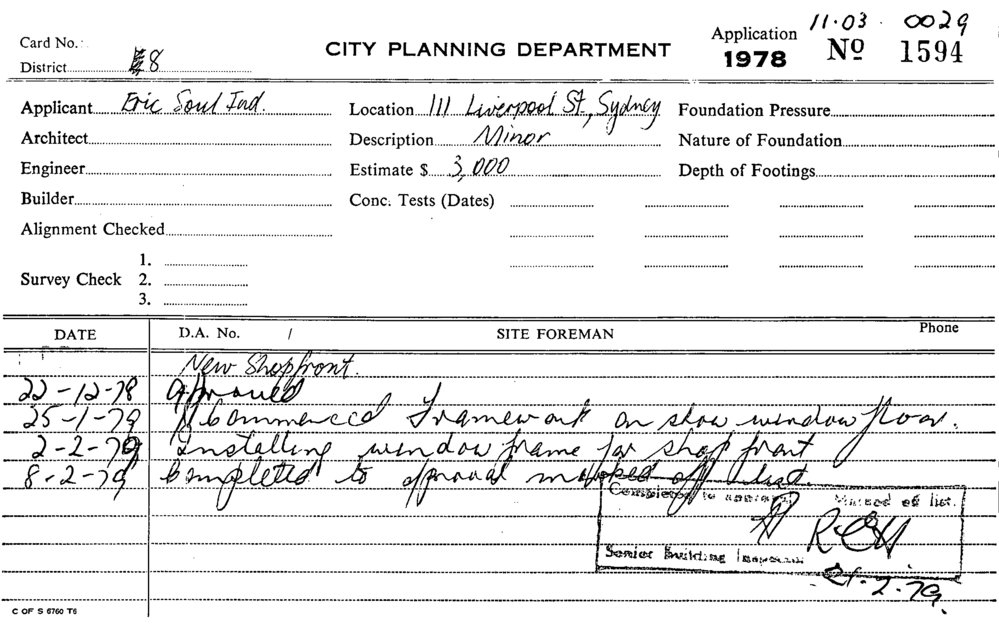 11.03 0029
Card No.
District 8
CITY PLANNING DEPARTMENT
Application
1978
No 1594
Applicant Eric Soul Ind.
Location 111 Liverpool St, Sydney
Foundation Pressure
Architect
Description Minor
Nature of Foundation
Engineer
Estimate $ 3,000
Depth of Footings
Builder
Conc. Tests (Dates)
Alignment Checked
Survey Check
1.
2.
3.
DATE
D.A. No. /
SITE FOREMAN
Phone
New Shopfront.
22-12-78 approved
25-1-79 Commenced framework on show window floor.
2-2-79 Installing window frame for shop front
8-2-79 Completed to approval marked off list.
Completed to approval Marked off list.
Senior Building Inspector
21.2.79.
C OF S 6760 T6